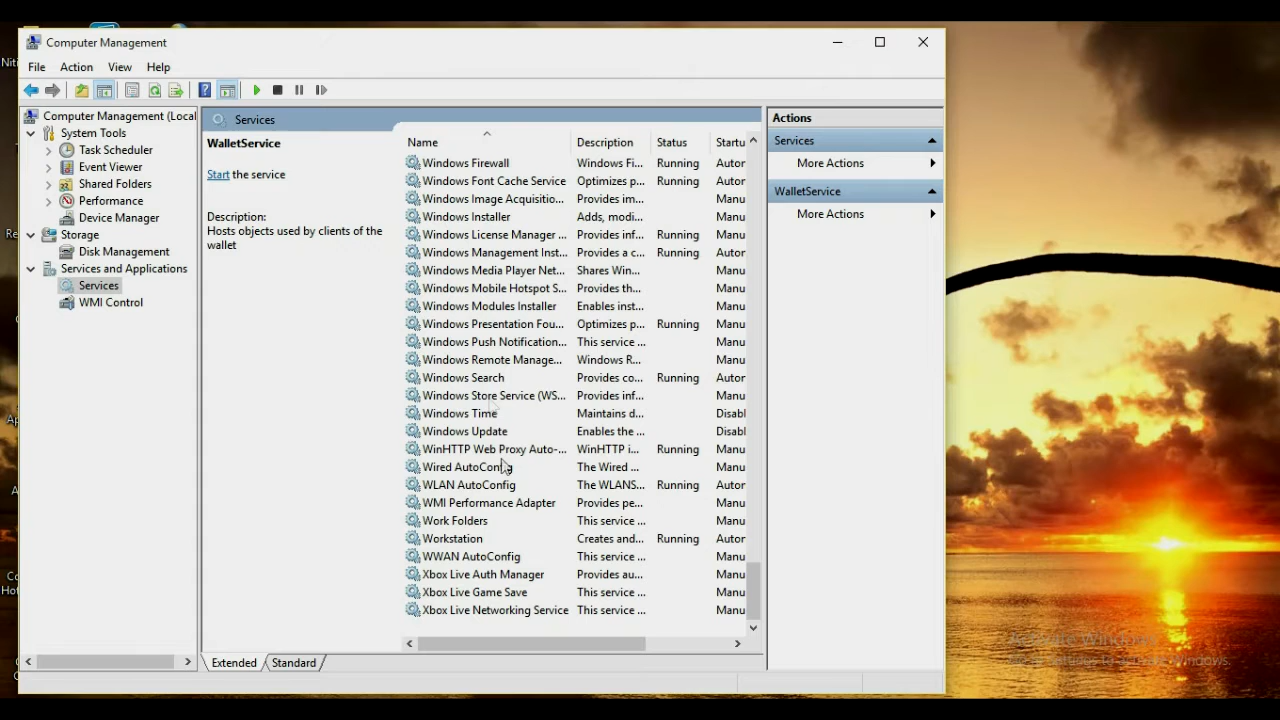 Computer Management
File Action View Help
Computer Management (Local
System Tools
Task Scheduler
Event Viewer
Shared Folders
Performance
Device Manager
Storage
Disk Management
Services and Applications
Services
WMI Control
Services
WalletService
Start the service
Description:
Hosts objects used by clients of the
wallet
Name Description Status Startu
Windows Firewall Windows Fi... Running Autor
Windows Font Cache Service Optimizes p... Running Autor
Windows Image Acquisitio... Provides im... Manu
Windows Installer Adds, modi... Manu
Windows License Manager ... Provides inf... Running Manu
Windows Management Inst... Provides a c... Running Autor
Windows Media Player Net... Shares Win... Manu
Windows Mobile Hotspot S... Provides th... Manu
Windows Modules Installer Enables inst... Manu
Windows Presentation Fou... Optimizes p... Running Manu
Windows Push Notification... This service ... Manu
Windows Remote Manage... Windows R... Manu
Windows Search Provides co... Running Autor
Windows Store Service (WS... Provides inf... Manu
Windows Time Maintains d... Disabl
Windows Update Enables the ... Disabl
WinHTTP Web Proxy Auto-... WinHTTP i... Running Manu
Wired AutoConfig The Wired ... Manu
WLAN AutoConfig The WLANS... Running Autor
WMI Performance Adapter Provides pe... Manu
Work Folders This service ... Manu
Workstation Creates and... Running Autor
WWAN AutoConfig This service ... Manu
Xbox Live Auth Manager Provides au... Manu
Xbox Live Game Save This service ... Manu
Xbox Live Networking Service This service ... Manu
Extended Standard
Actions
Services
More Actions
WalletService
More Actions
Activate Windows
Go to Settings to activate Windows.